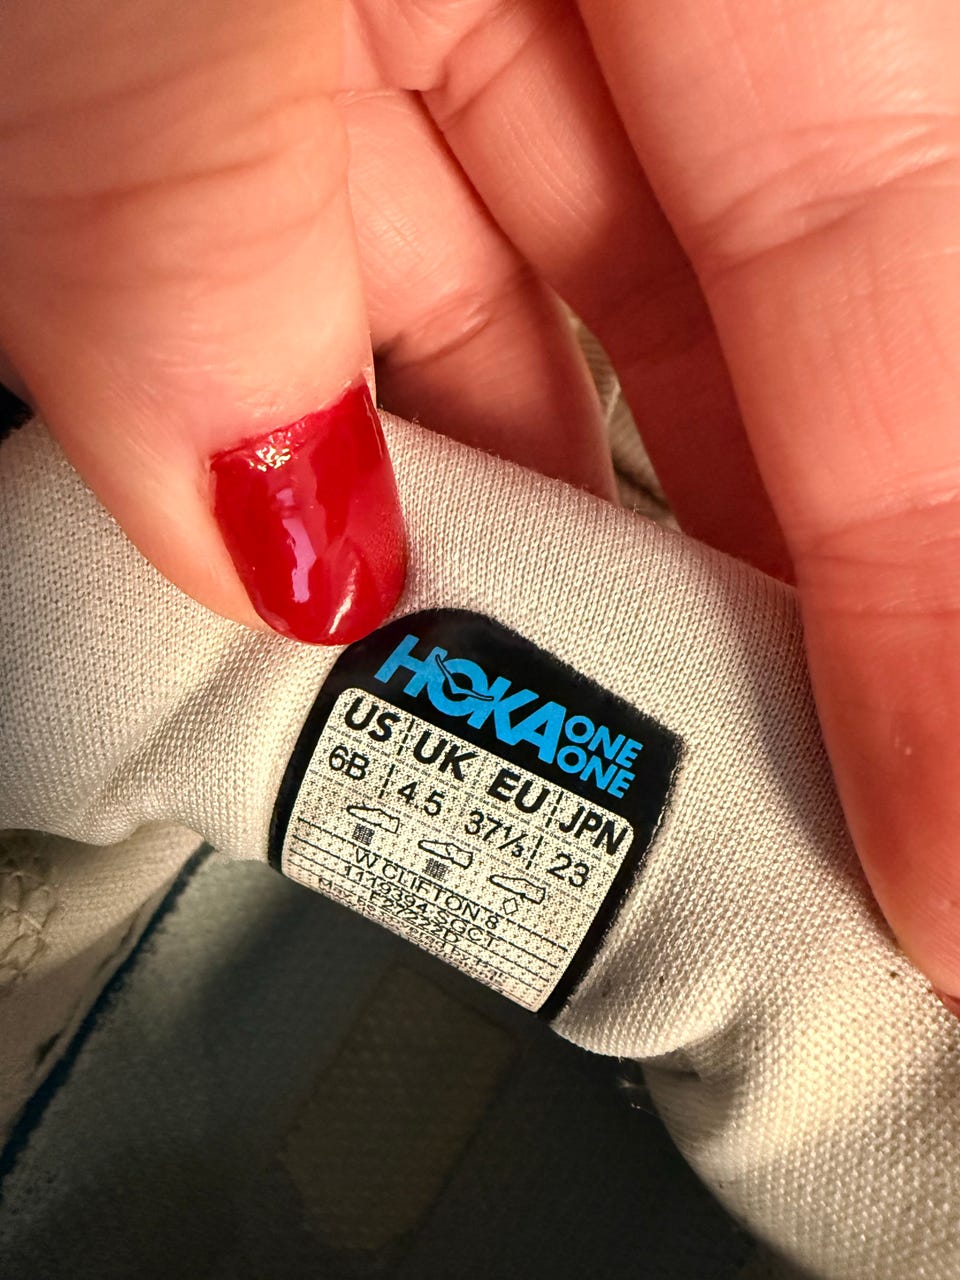 HOKA ONE ONE
US UK EU JPN
6B 4.5 37⅓ 23
W CLIFTON 8
1119394 SGCT